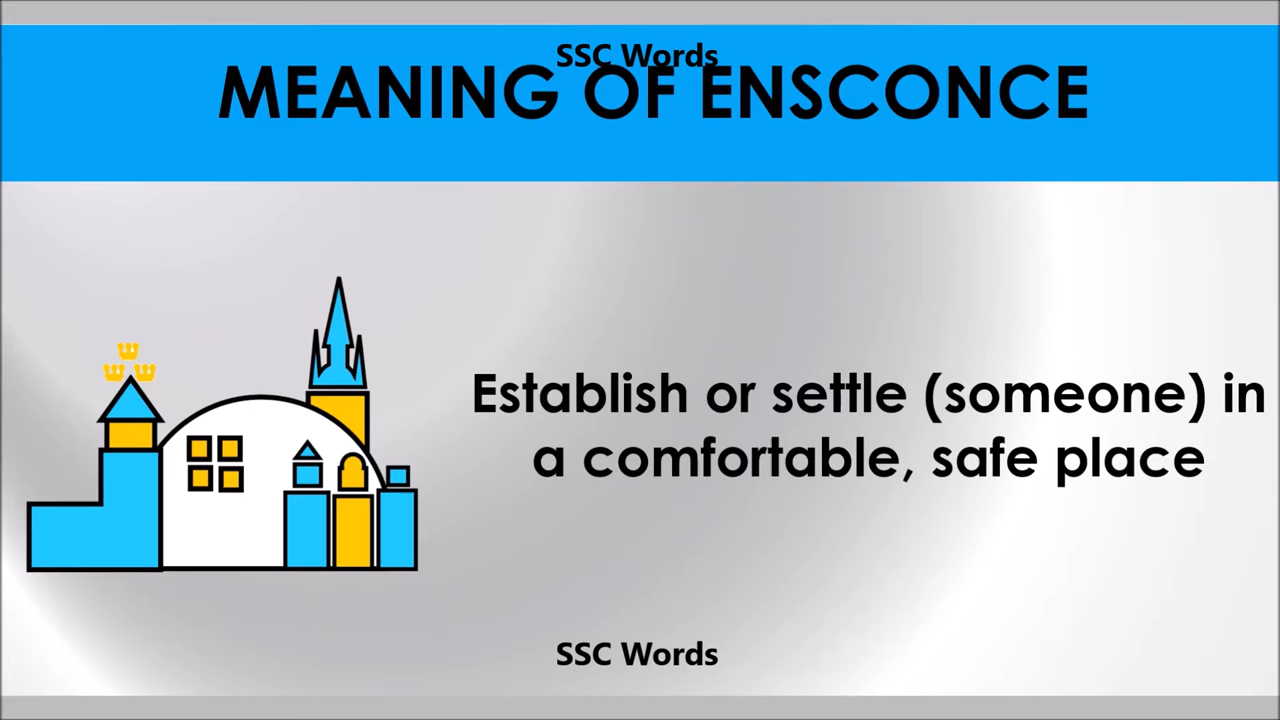 SSC Words
MEANING OF ENSCONCE
Establish or settle (someone) in
a comfortable, safe place
SSC Words